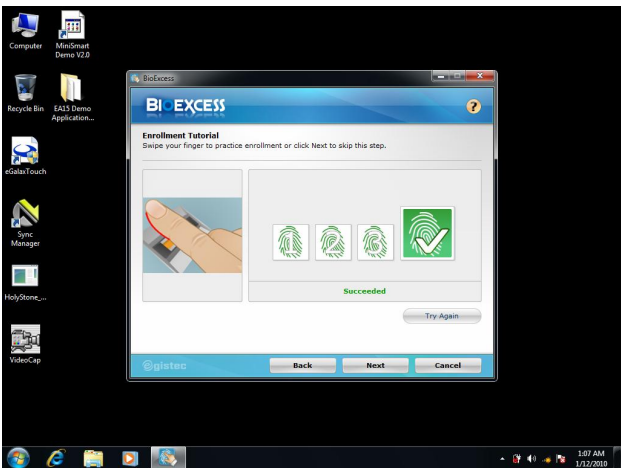 Computer
MiniSmart
Demo V2.0
Recycle Bin
EA15 Demo
Application...
eGalaxTouch
Sync
Manager
HolyStone_...
VideoCap
BioExcess
BIOEXCESS
?
Enrollment Tutorial
Swipe your finger to practice enrollment or click Next to skip this step.
Succeeded
Try Again
egistec
Back
Next
Cancel
1:07 AM
1/12/2010